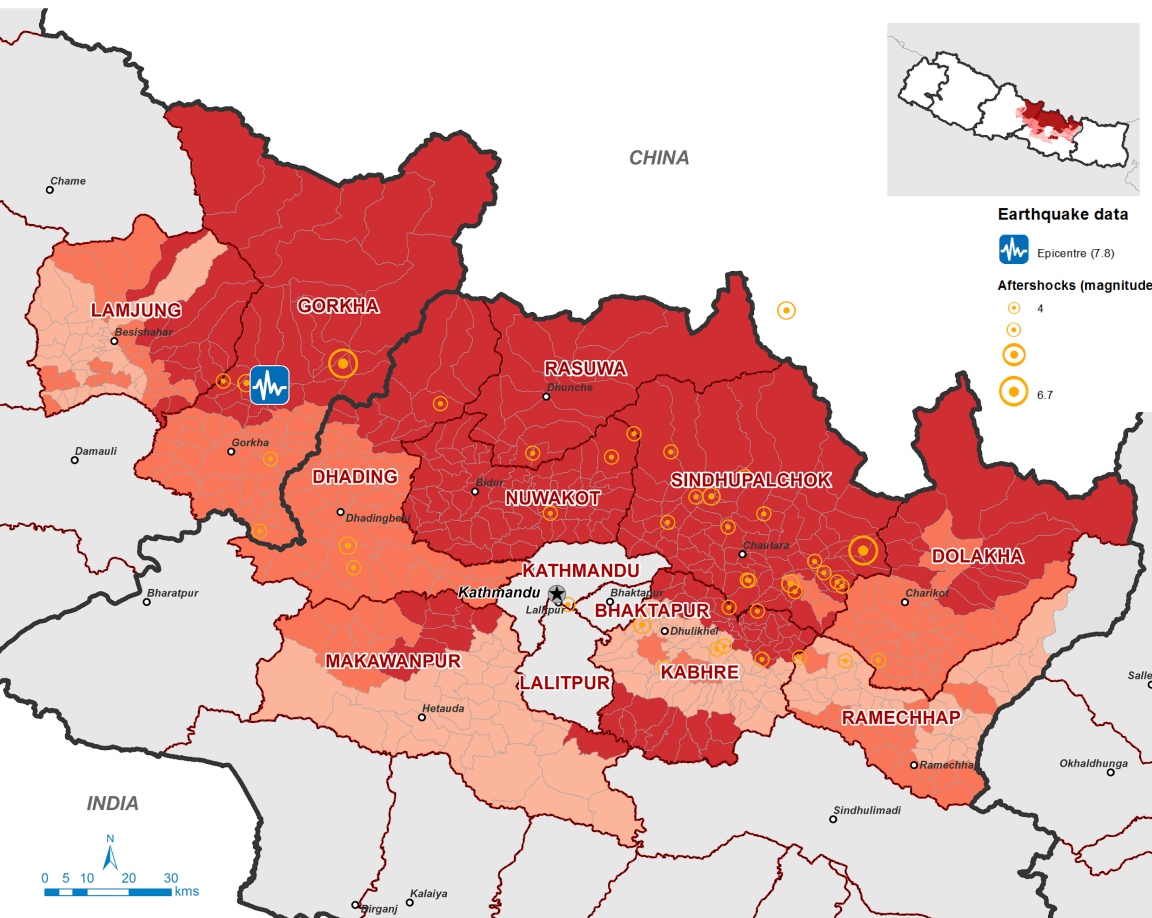 CHINA
Chame
Earthquake data
Epicentre (7.8)
Aftershocks (magnitude
4
6.7
LAMJUNG
GORKHA
Besishahar
RASUWA
Dhunche
Damauli
Gorkha
DHADING
Bidur
NUWAKOT
SINDHUPALCHOK
Dhadingbesi
Chautara
DOLAKHA
KATHMANDU
Kathmandu
Bhaktapur
Lalitpur
BHAKTAPUR
Charikot
Bharatpur
Dhulikhel
MAKAWANPUR
KABHRE
LALITPUR
Salle
Hetauda
RAMECHHAP
Ramechha
Okhaldhunga
INDIA
Sindhulimadi
N
0 5 10 20 30
kms
Kalaiya
Birganj